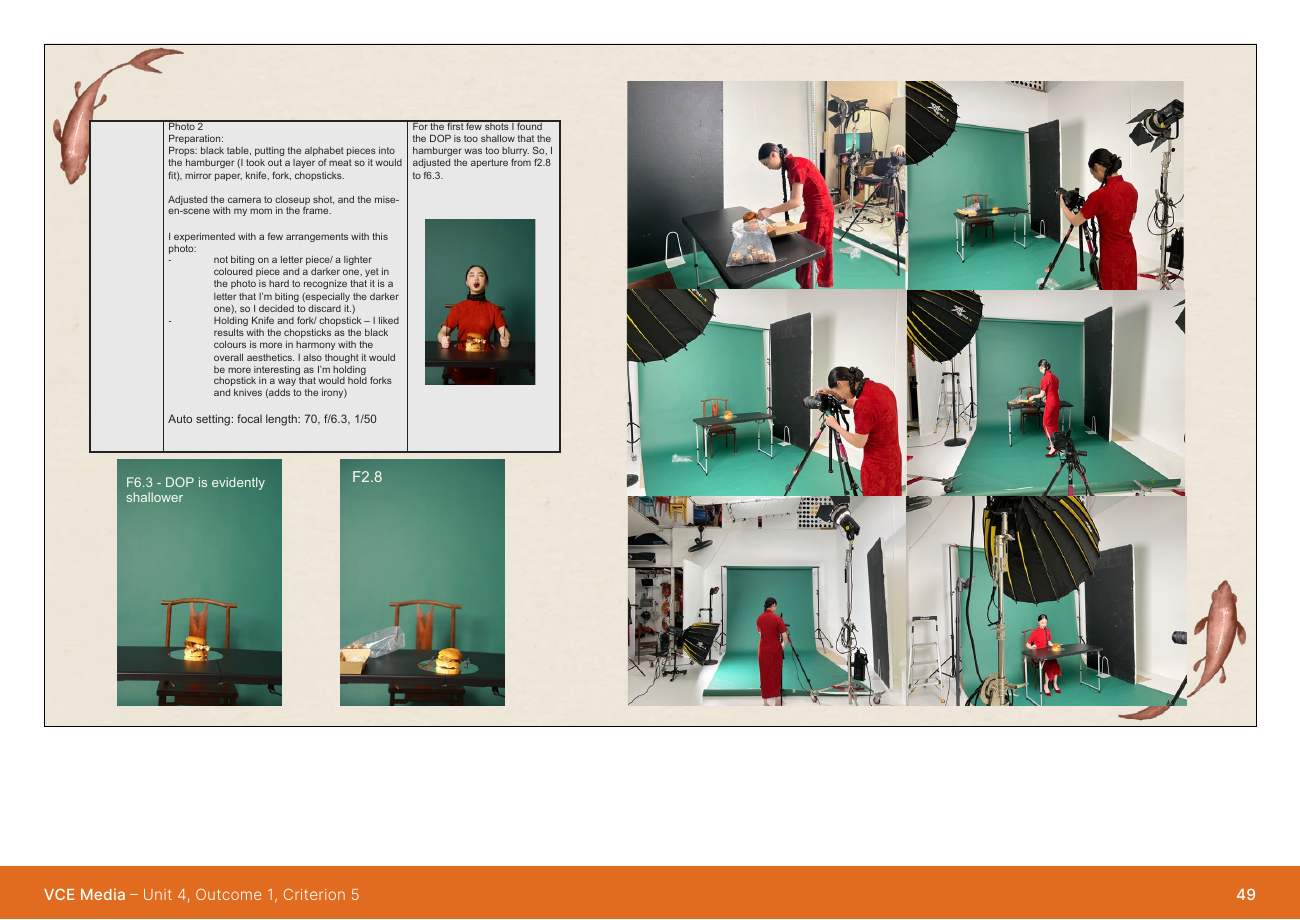 Photo 2
Preparation:
Props: black table, putting the alphabet pieces into
the hamburger (I took out a layer of meat so it would
fit), mirror paper, knife, fork, chopsticks.
Adjusted the camera to closeup shot, and the mise-
en-scene with my mom in the frame.
I experimented with a few arrangements with this
photo:
- not biting on a letter piece/ a lighter
coloured piece and a darker one, yet in
the photo is hard to recognize that it is a
letter that I'm biting (especially the darker
one), so I decided to discard it.)
- Holding Knife and fork/ chopstick – I liked
results with the chopsticks as the black
colours is more in harmony with the
overall aesthetics. I also thought it would
be more interesting as I'm holding
chopstick in a way that would hold forks
and knives (adds to the irony)
Auto setting: focal length: 70, f/6.3, 1/50
For the first few shots I found
the DOP is too shallow that the
hamburger was too blurry. So, I
adjusted the aperture from f2.8
to f6.3.
F6.3 - DOP is evidently
shallower
F2.8
VCE Media – Unit 4, Outcome 1, Criterion 5
49